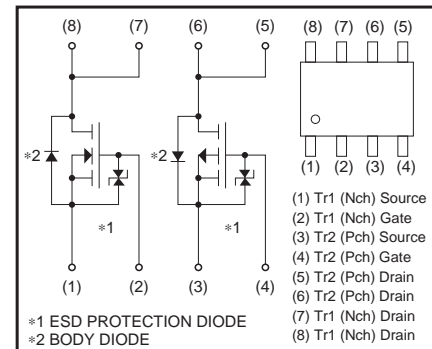 (8) (7) (6) (5)
∗2 ∗1 ∗2 ∗1
(1) (2) (3) (4)
∗1 ESD PROTECTION DIODE
∗2 BODY DIODE
(8) (7) (6) (5)
(1) (2) (3) (4)
(1) Tr1 (Nch) Source
(2) Tr1 (Nch) Gate
(3) Tr2 (Pch) Source
(4) Tr2 (Pch) Gate
(5) Tr2 (Pch) Drain
(6) Tr2 (Pch) Drain
(7) Tr1 (Nch) Drain
(8) Tr1 (Nch) Drain